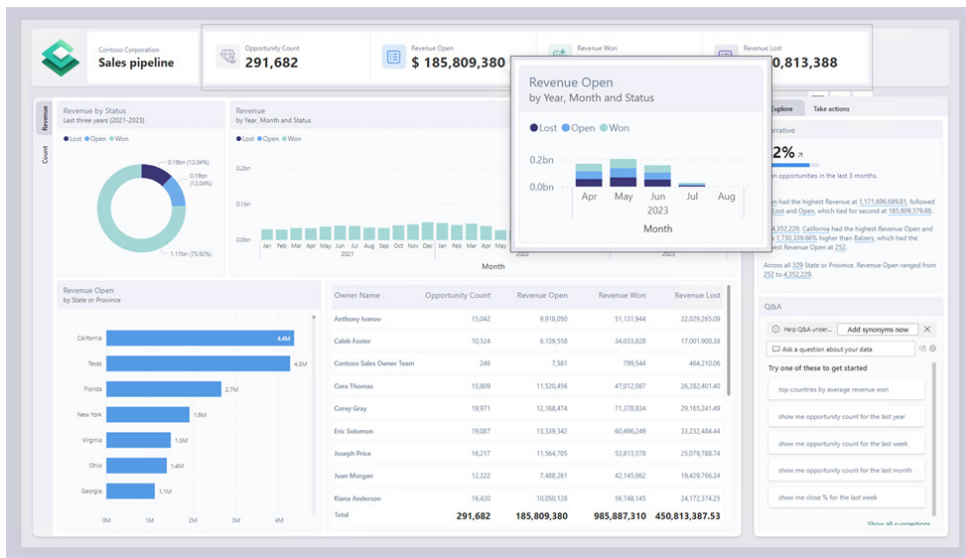 Contoso Corporation
Sales pipeline
Opportunity Count
291,682
Revenue Open
$ 185,809,380
Revenue Won
Revenue Lost
0,813,388
Revenue
Count
Revenue by Status
Last three years (2021-2023)
Lost Open Won
0.19bn (12.04%)
0.19bn
(12.04%)
1.17bn (75.92%)
Revenue
by Year, Month and Status
Lost Open Won
0.2bn
0.1bn
0.0bn
Jan Feb Mar Apr May Jun Jul Aug Sep Oct Nov Dec Jan Feb Mar Apr May
2021 2022 2023
Month
Revenue Open
by Year, Month and Status
Lost Open Won
0.2bn
0.0bn
Apr May Jun Jul Aug
2023
Month
Explore Take actions
2%
opportunities in the last 3 months.
had the highest Revenue at 1,171,696,689.81, followed
Lost and Open, which tied for second at 185,809,379.88.
4,352,229, California had the highest Revenue Open and
1,730,339.66% higher than Balzers, which had the
Revenue Open at 252.
Across all 329 State or Province, Revenue Open ranged from
252 to 4,352,229.
Revenue Open
by State or Province
California 4.4M
Texas 4.3M
Florida 2.7M
New York 1.9M
Virginia 1.5M
Ohio 1.4M
Georgia 1.1M
0M 1M 2M 3M 4M
Owner Name Opportunity Count Revenue Open Revenue Won Revenue Lost
Anthony Ivanov 15,042 9,918,050 51,131,944 22,029,265.09
Caleb Foster 10,524 6,139,558 34,033,828 17,001,900.38
Contoso Sales Owner Team 246 7,581 799,544 464,210.06
Cora Thomas 15,809 11,520,456 47,012,087 26,282,401.40
Corey Gray 19,971 12,168,474 71,378,834 29,165,241.49
Eric Solomon 19,087 13,339,342 60,496,249 33,232,484.44
Joseph Price 16,217 11,564,705 53,813,578 25,079,788.74
Juan Morgan 12,222 7,488,261 42,145,062 19,429,766.24
Kiana Anderson 16,420 10,050,128 56,748,145 24,172,374.25
Total 291,682 185,809,380 985,887,310 450,813,387.53
Q&A
Help Q&A under... Add synonyms now
Ask a question about your data
Try one of these to get started
top countries by average revenue won
show me opportunity count for the last year
show me opportunity count for the last week
show me opportunity count for the last month
show me close % for the last week
Show all suggestions